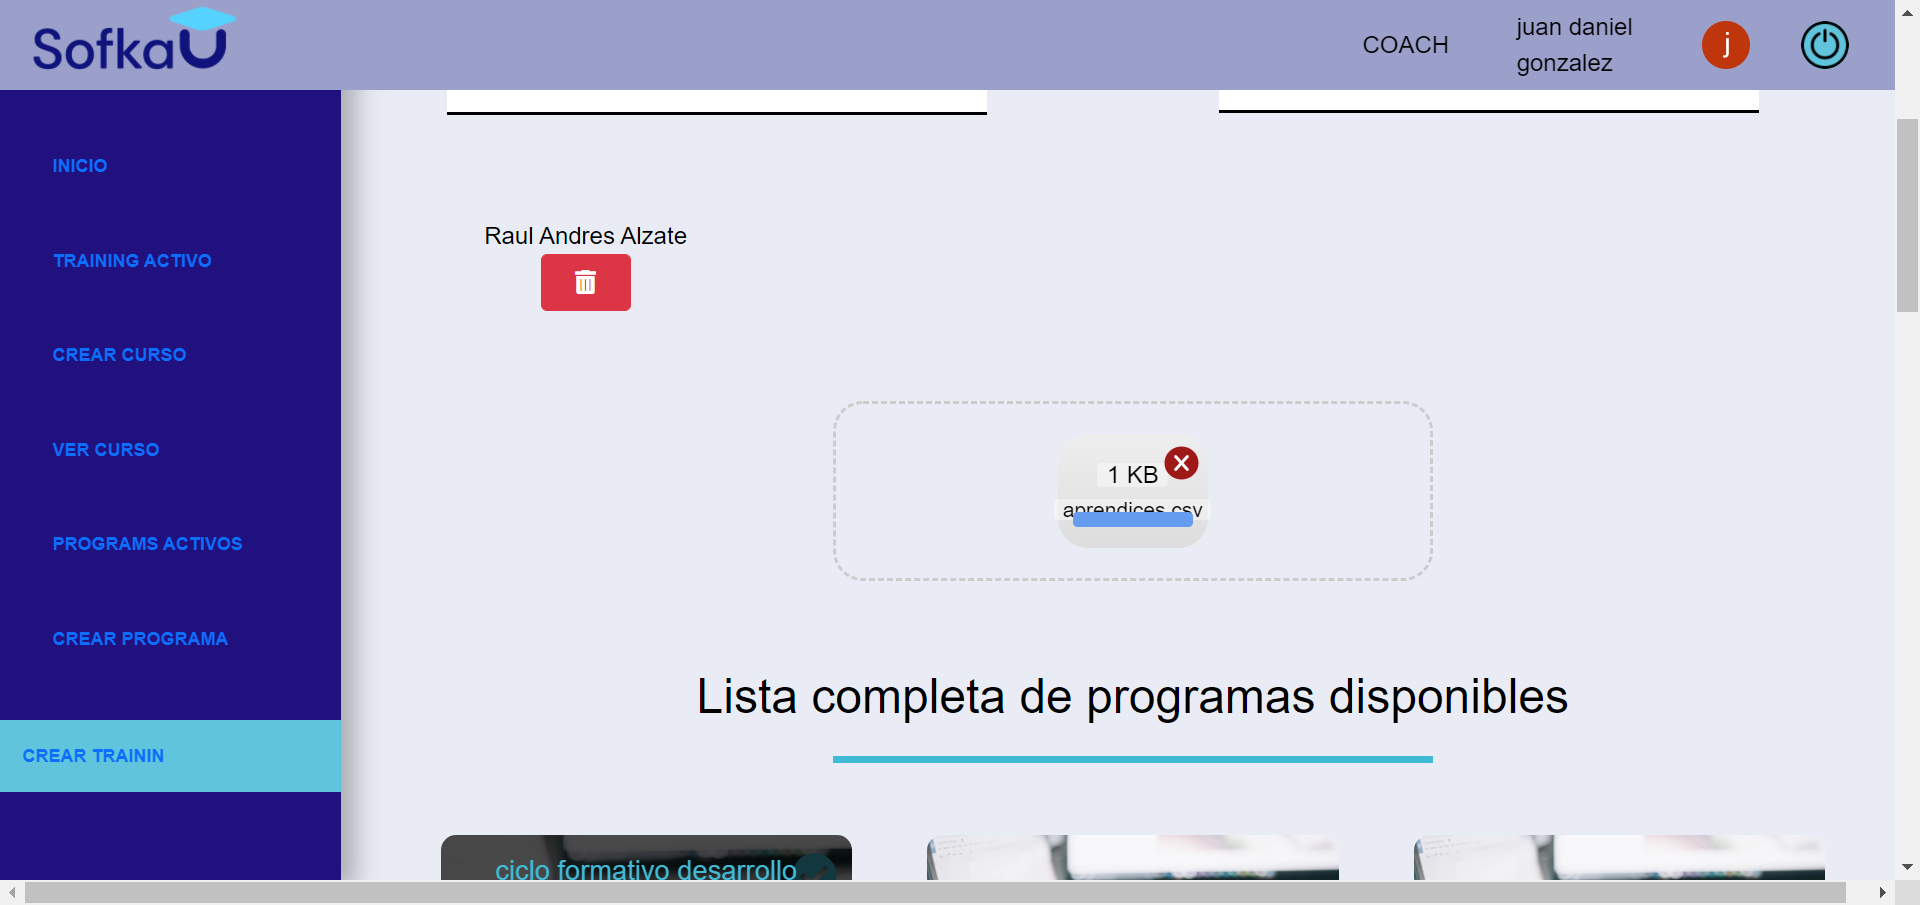 SofkaU
COACH
juan daniel
gonzalez
j
INICIO
TRAINING ACTIVO
CREAR CURSO
VER CURSO
PROGRAMS ACTIVOS
CREAR PROGRAMA
CREAR TRAININ
Raul Andres Alzate
1 KB
aprendices.csv
Lista completa de programas disponibles
ciclo formativo desarrollo